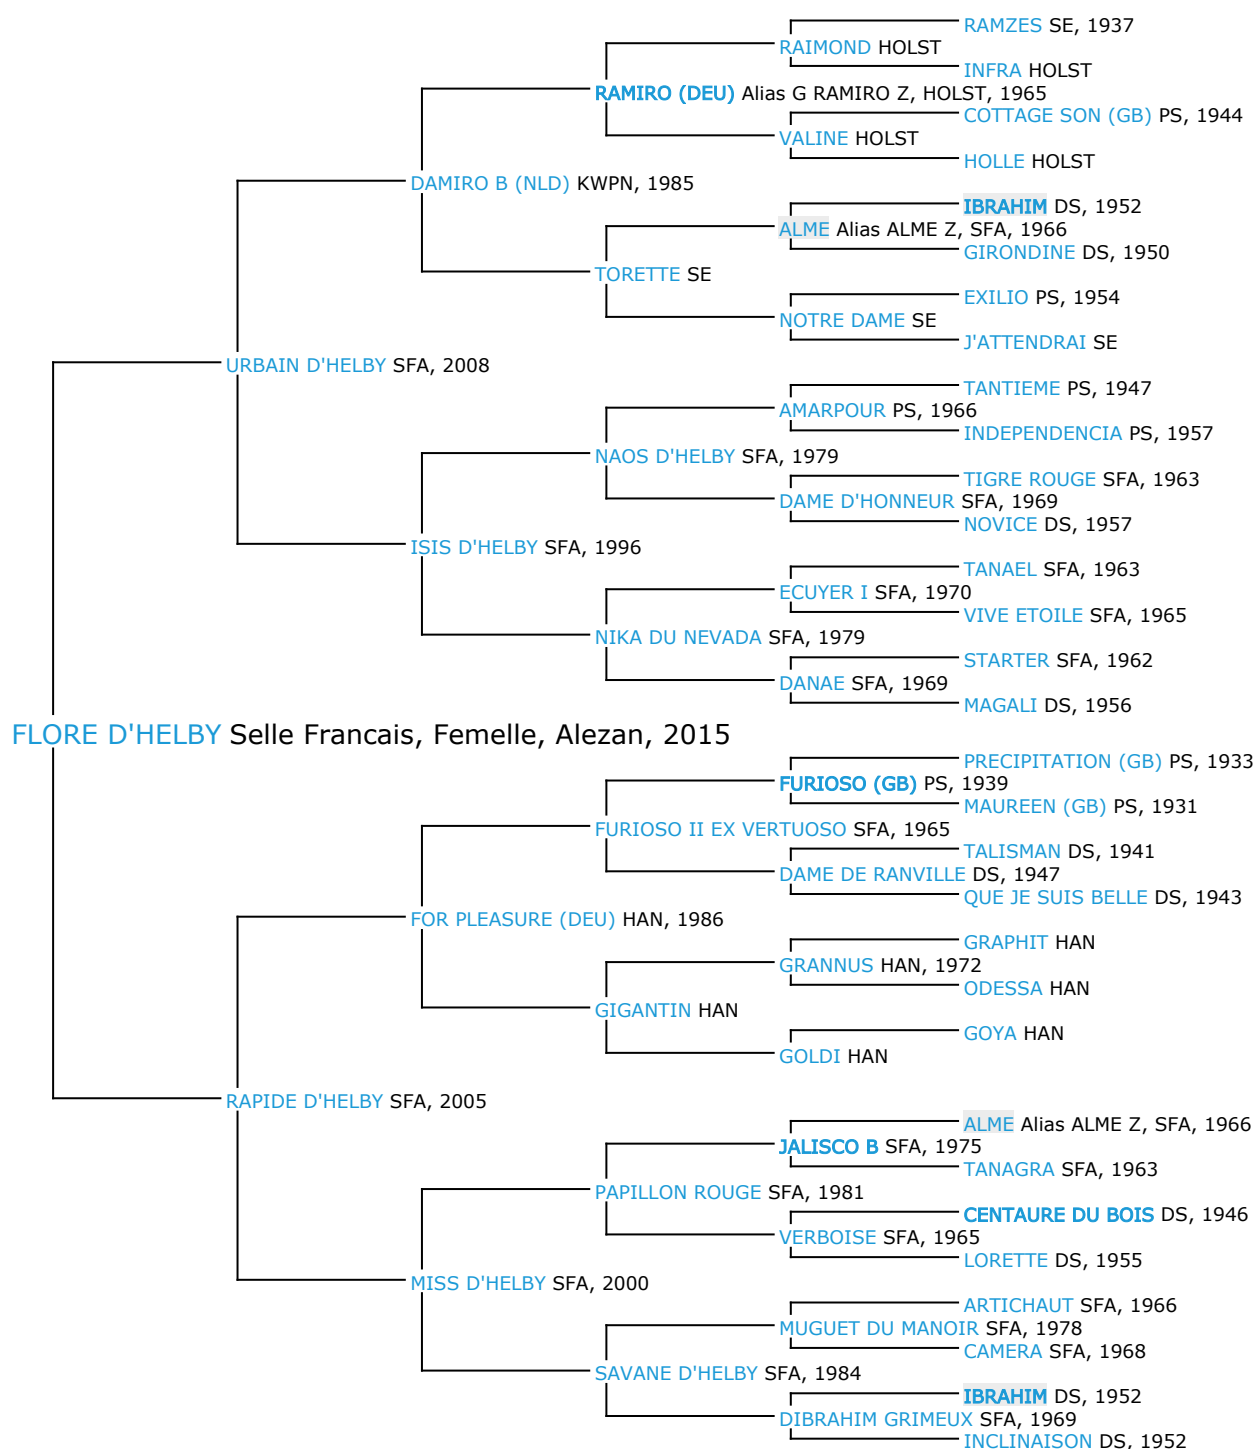 RAMZES SE, 1937
RAIMOND HOLST
INFRA HOLST
RAMIRO (DEU) Alias G RAMIRO Z, HOLST, 1965
COTTAGE SON (GB) PS, 1944
VALINE HOLST
HOLLE HOLST
DAMIRO B (NLD) KWPN, 1985
IBRAHIM DS, 1952
ALME Alias ALME Z, SFA, 1966
GIRONDINE DS, 1950
TORETTE SE
EXILIO PS, 1954
NOTRE DAME SE
J'ATTENDRAI SE
URBAIN D'HELBY SFA, 2008
TANTIEME PS, 1947
AMARPOUR PS, 1966
INDEPENDENCIA PS, 1957
NAOS D'HELBY SFA, 1979
TIGRE ROUGE SFA, 1963
DAME D'HONNEUR SFA, 1969
NOVICE DS, 1957
ISIS D'HELBY SFA, 1996
TANAEL SFA, 1963
ECUYER I SFA, 1970
VIVE ETOILE SFA, 1965
NIKA DU NEVADA SFA, 1979
STARTER SFA, 1962
DANAE SFA, 1969
MAGALI DS, 1956
FLORE D'HELBY Selle Francais, Femelle, Alezan, 2015
PRECIPITATION (GB) PS, 1933
FURIOSO (GB) PS, 1939
MAUREEN (GB) PS, 1931
FURIOSO II EX VERTUOSO SFA, 1965
TALISMAN DS, 1941
DAME DE RANVILLE DS, 1947
QUE JE SUIS BELLE DS, 1943
FOR PLEASURE (DEU) HAN, 1986
GRAPHIT HAN
GRANNUS HAN, 1972
ODESSA HAN
GIGANTIN HAN
GOYA HAN
GOLDI HAN
RAPIDE D'HELBY SFA, 2005
ALME Alias ALME Z, SFA, 1966
JALISCO B SFA, 1975
TANAGRA SFA, 1963
PAPILLON ROUGE SFA, 1981
CENTAURE DU BOIS DS, 1946
VERBOISE SFA, 1965
LORETTE DS, 1955
MISS D'HELBY SFA, 2000
ARTICHAUT SFA, 1966
MUGUET DU MANOIR SFA, 1978
CAMERA SFA, 1968
SAVANE D'HELBY SFA, 1984
IBRAHIM DS, 1952
DIBRAHIM GRIMEUX SFA, 1969
INCLINAISON DS, 1952